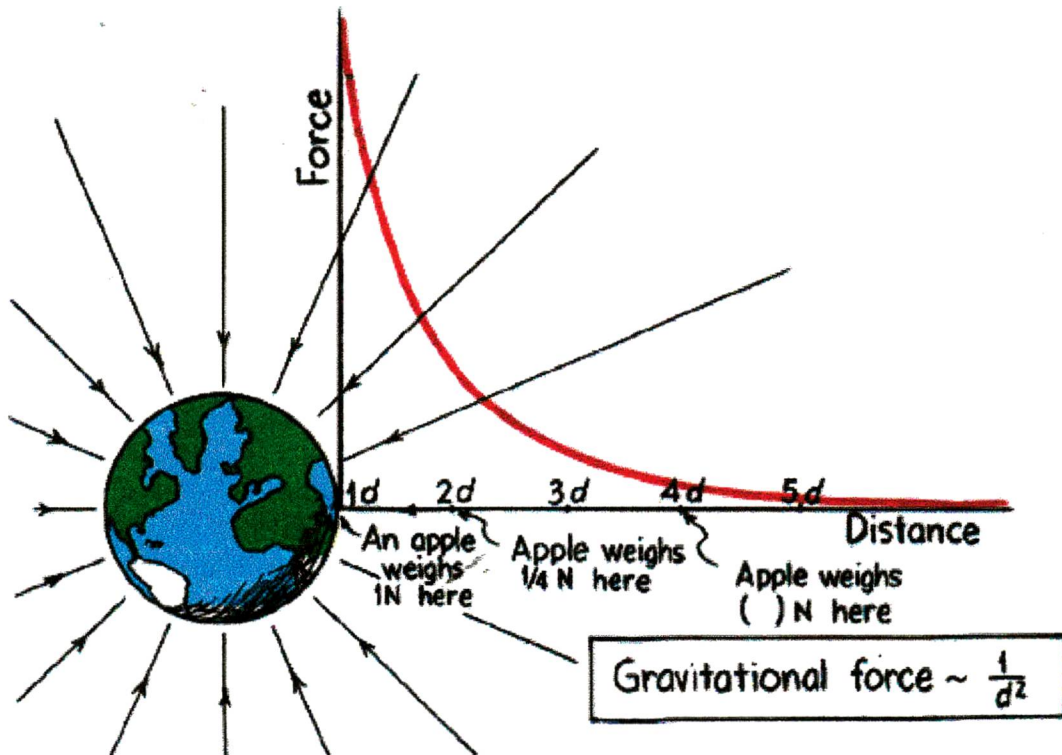 Force
1d
2d
3d
4d
5d
Distance
An apple
weighs
1N here
Apple weighs
1/4 N here
Apple weighs
( ) N here
Gravitational force ~ 1/d²